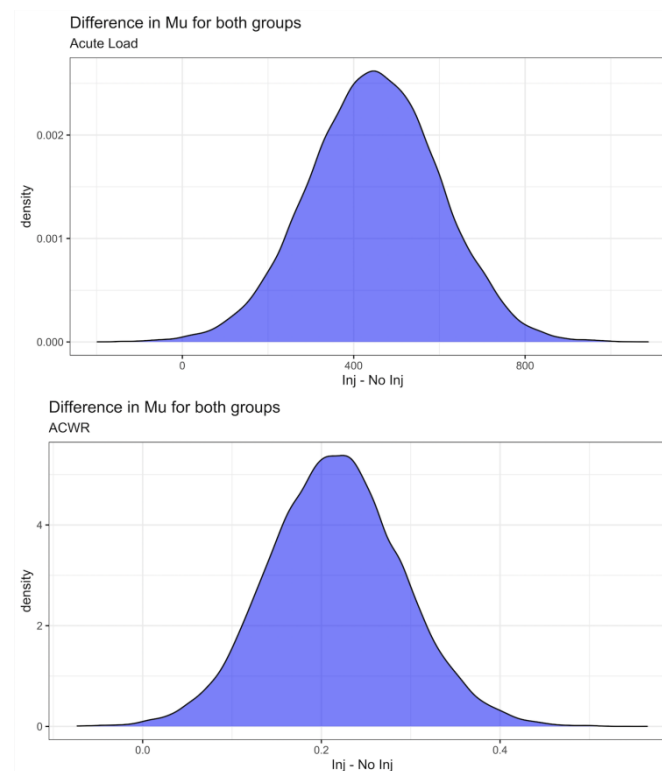 Difference in Mu for both groups
Acute Load
0.002
0.001
0.000
density
0
400
800
Inj - No Inj
Difference in Mu for both groups
ACWR
4
2
0
density
0.0
0.2
0.4
Inj - No Inj